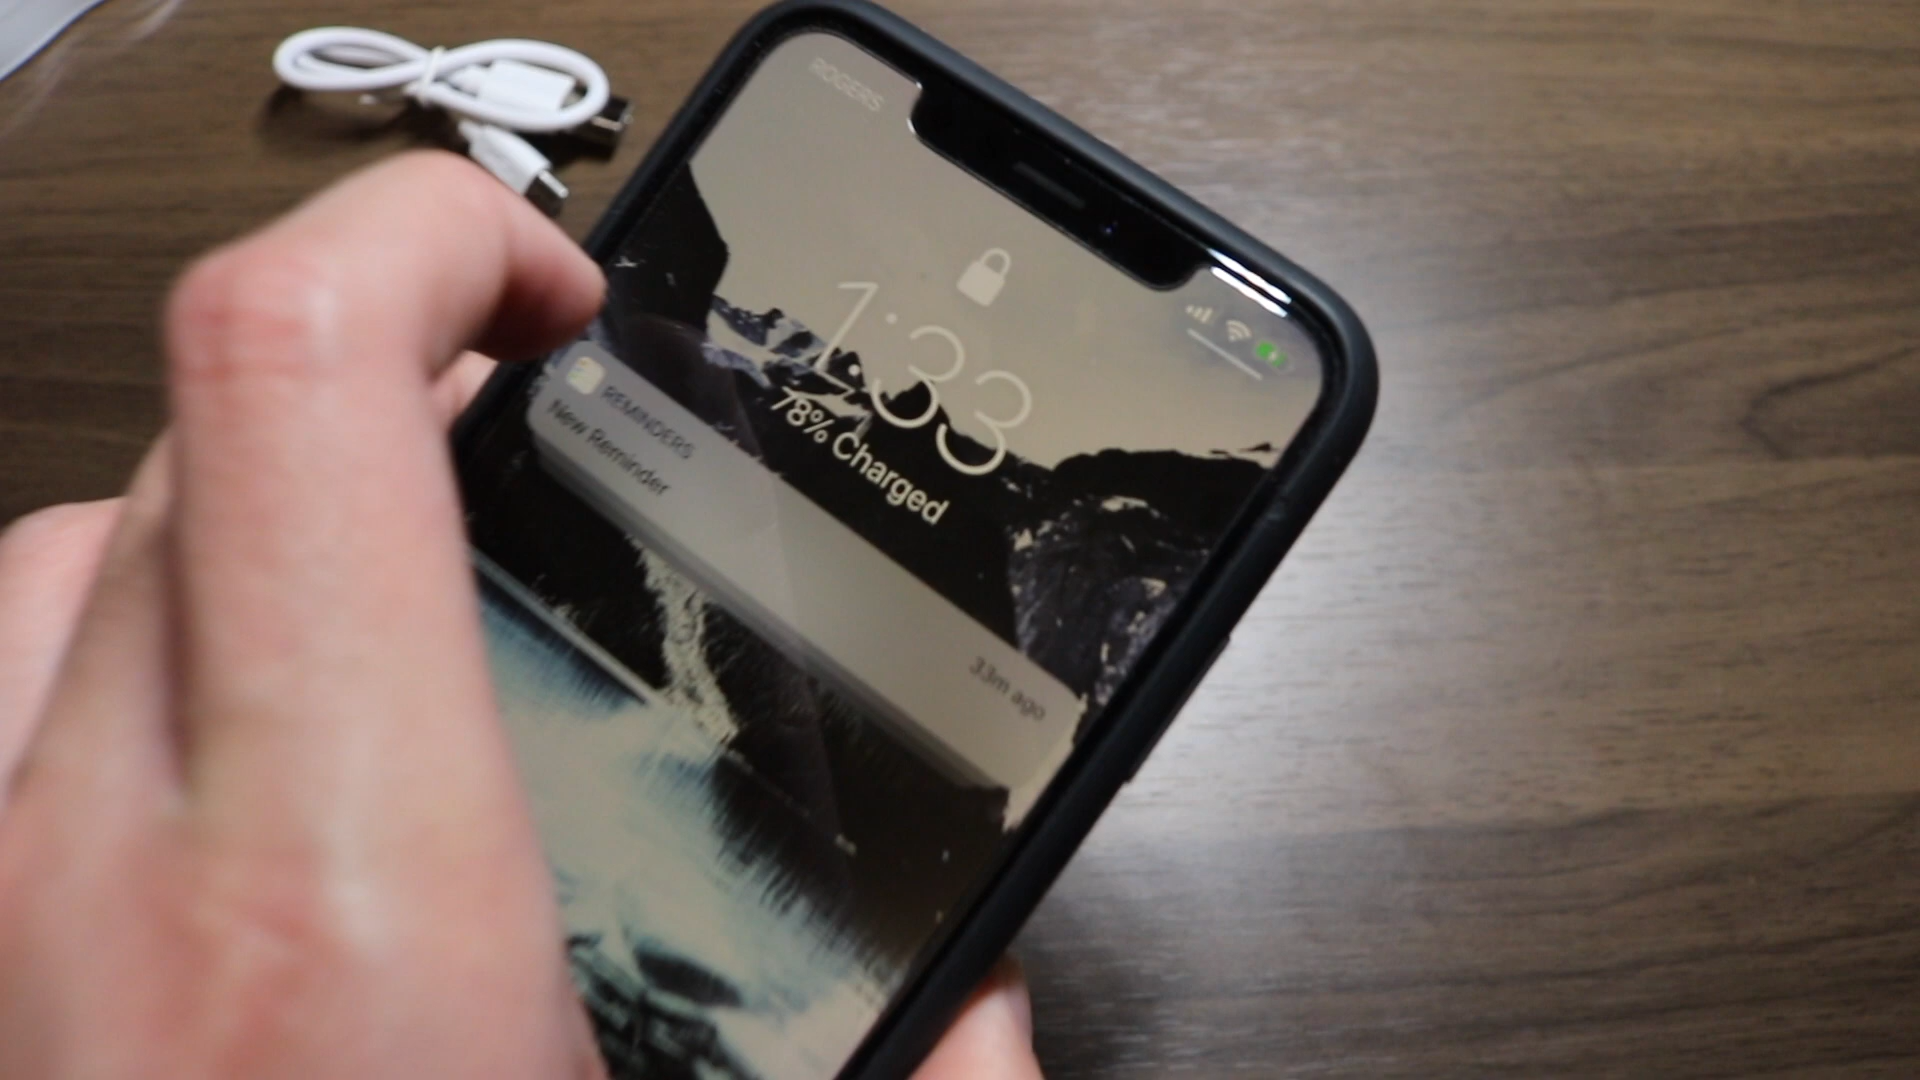 ROGERS
1:33
78% Charged
REMINDERS
33m ago
New Reminder